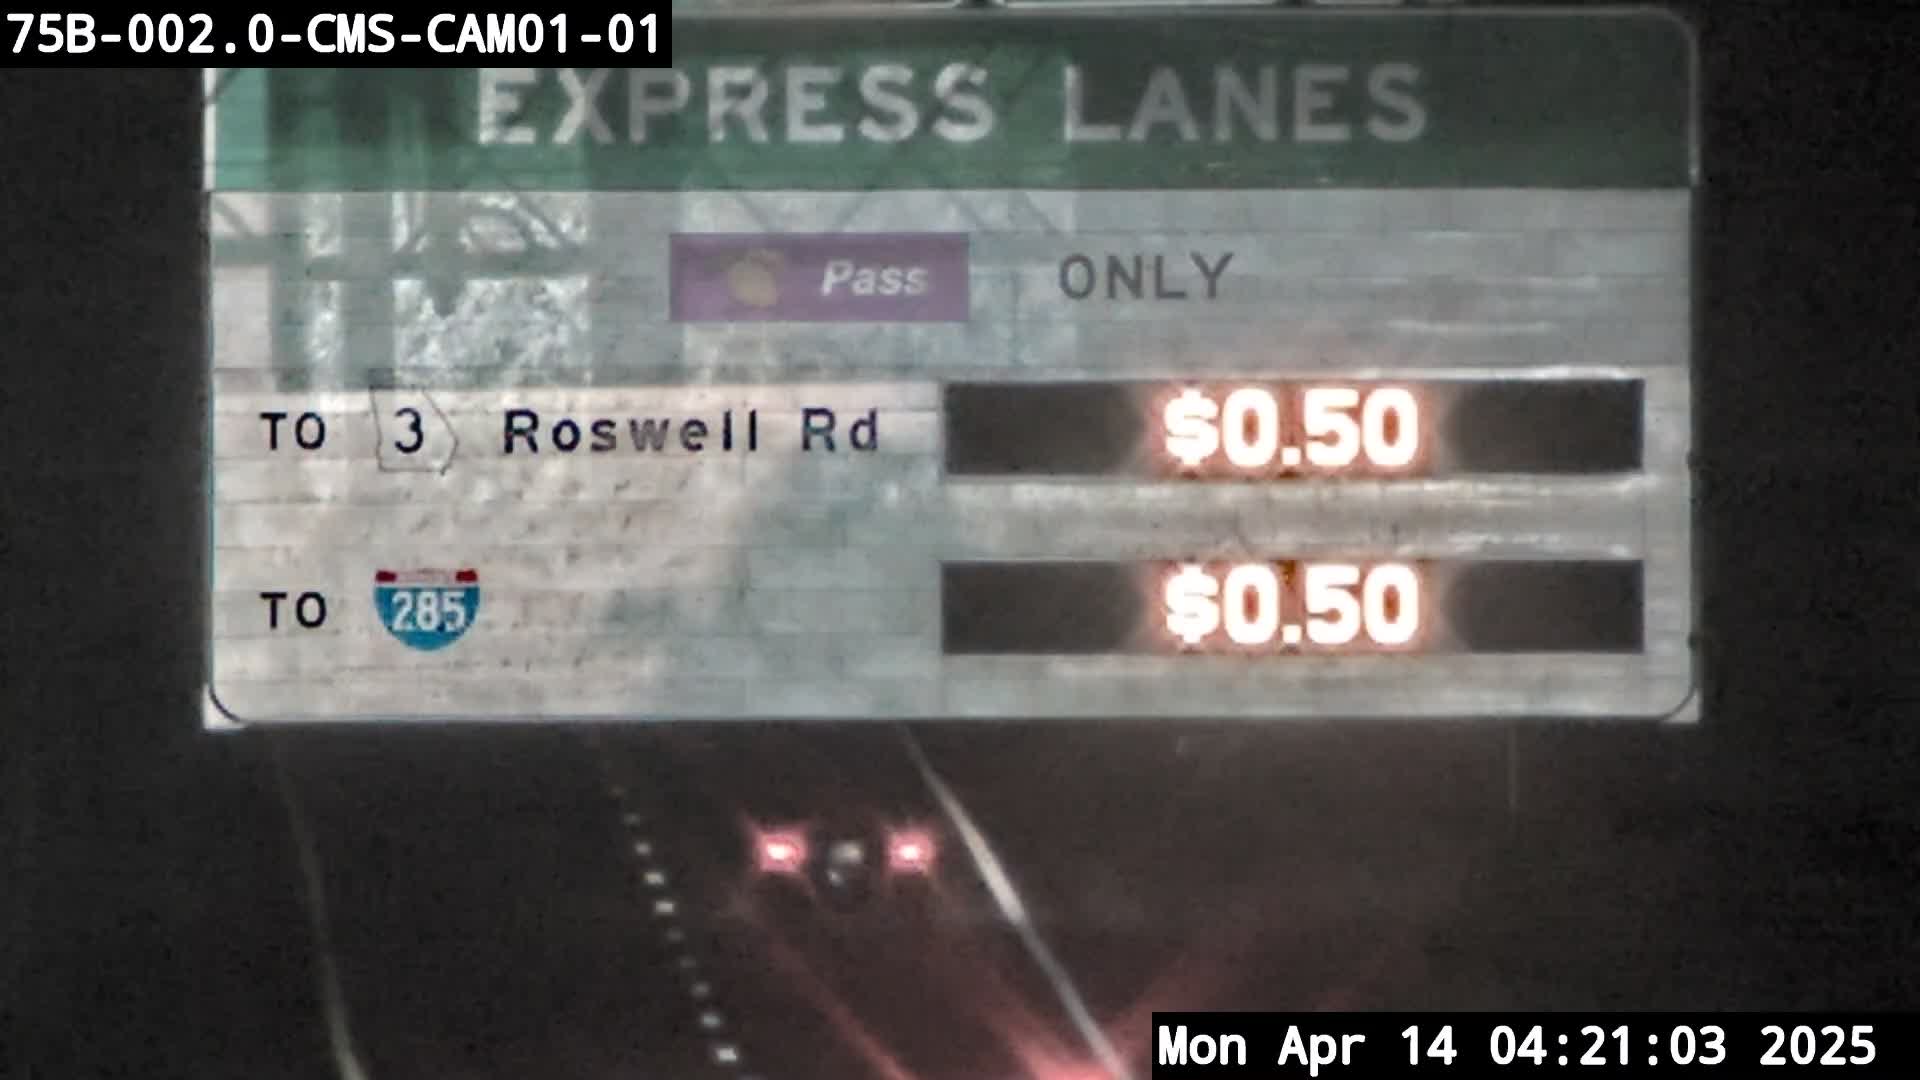 75B-002.0-CMS-CAM01-01
EXPRESS LANES
Pass ONLY
TO 3 Roswell Rd $0.50
TO 285 $0.50
Mon Apr 14 04:21:03 2025